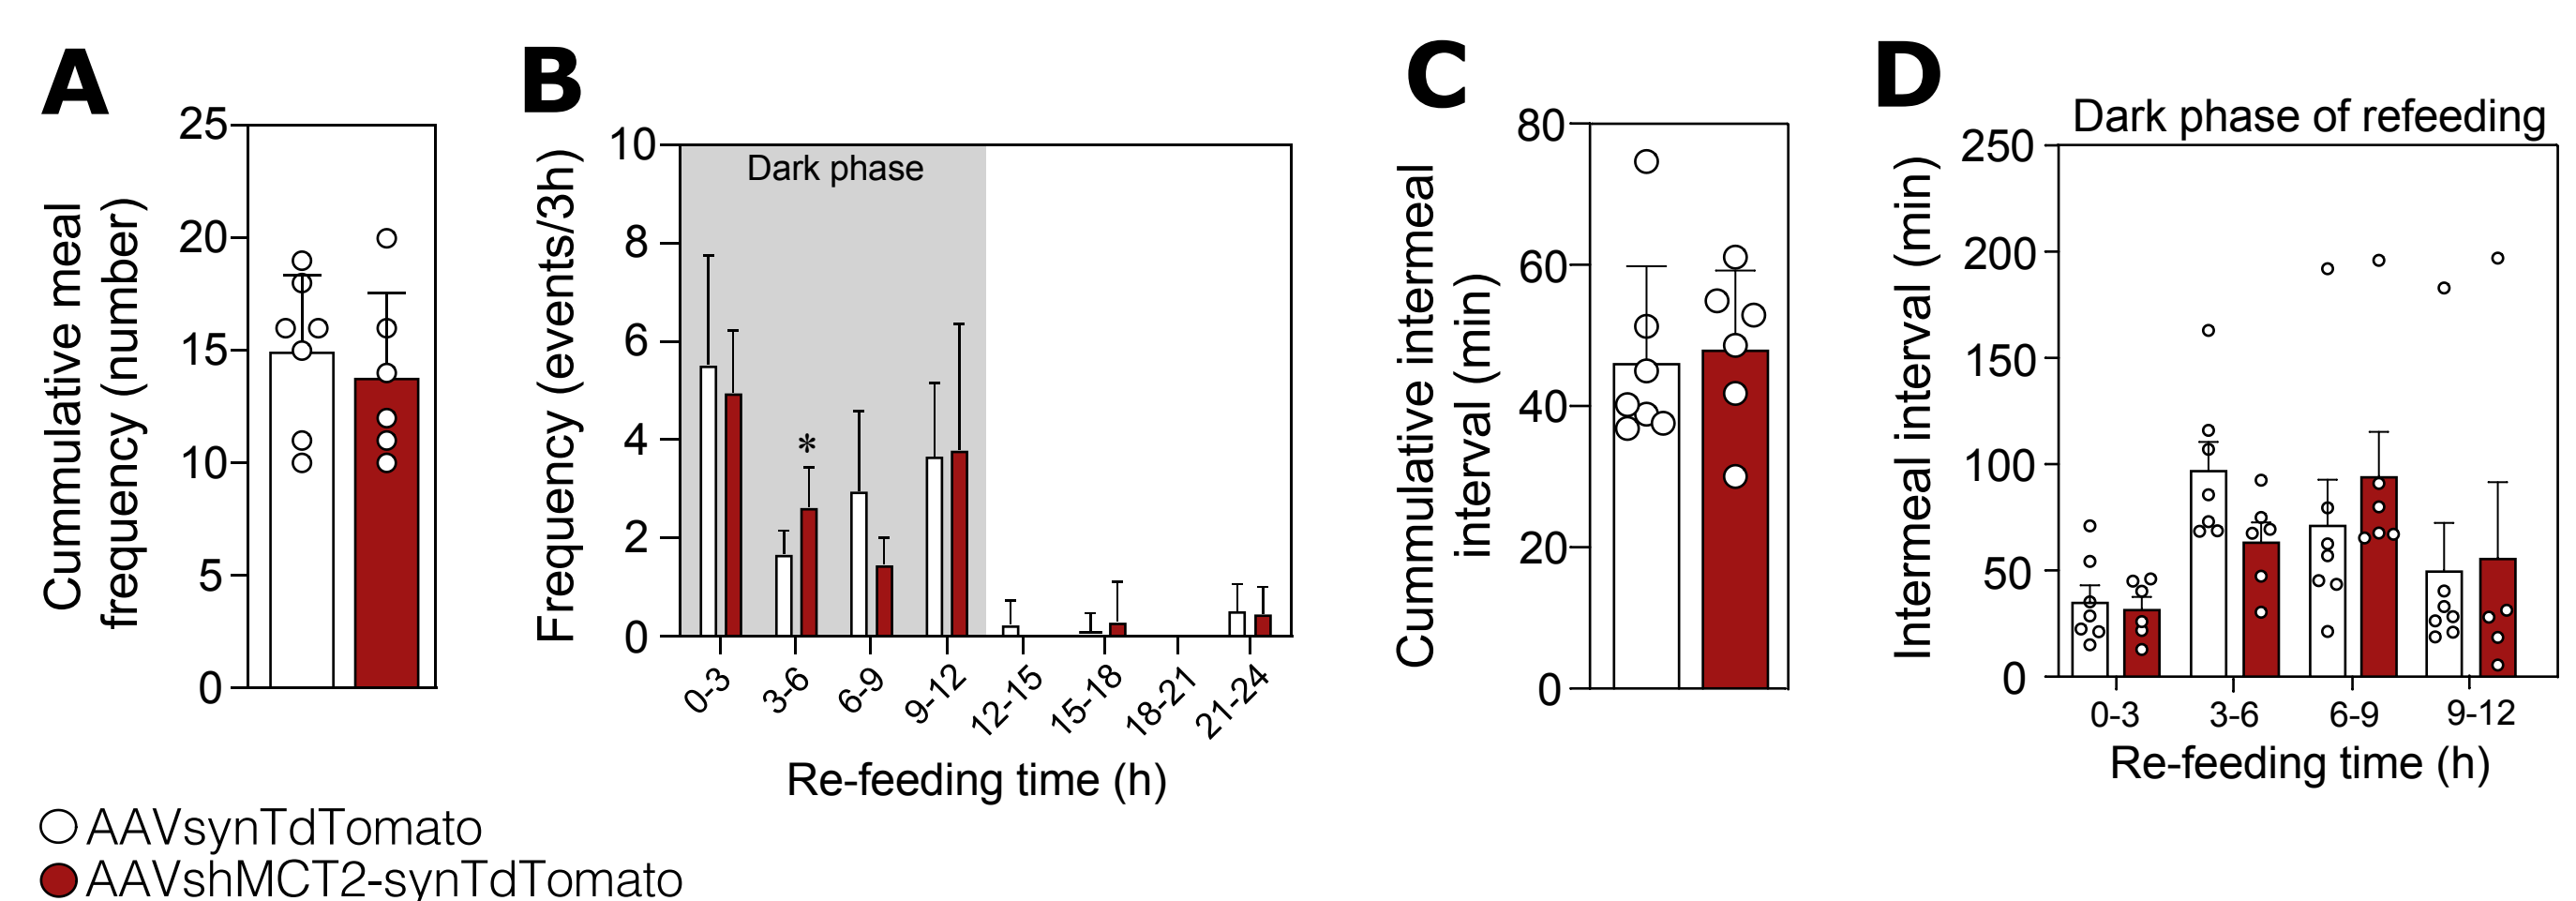 A
Cummulative meal
frequency (number)
25
20
15
10
5
0
B
Frequency (events/3h)
10
8
6
4
2
0
Dark phase
*
0-3
3-6
6-9
9-12
12-15
15-18
18-21
21-24
Re-feeding time (h)
C
Cummulative intermeal
interval (min)
80
60
40
20
0
D
Dark phase of refeeding
Intermeal interval (min)
250
200
150
100
50
0
0-3
3-6
6-9
9-12
Re-feeding time (h)
AAVsynTdTomato
AAVshMCT2-synTdTomato